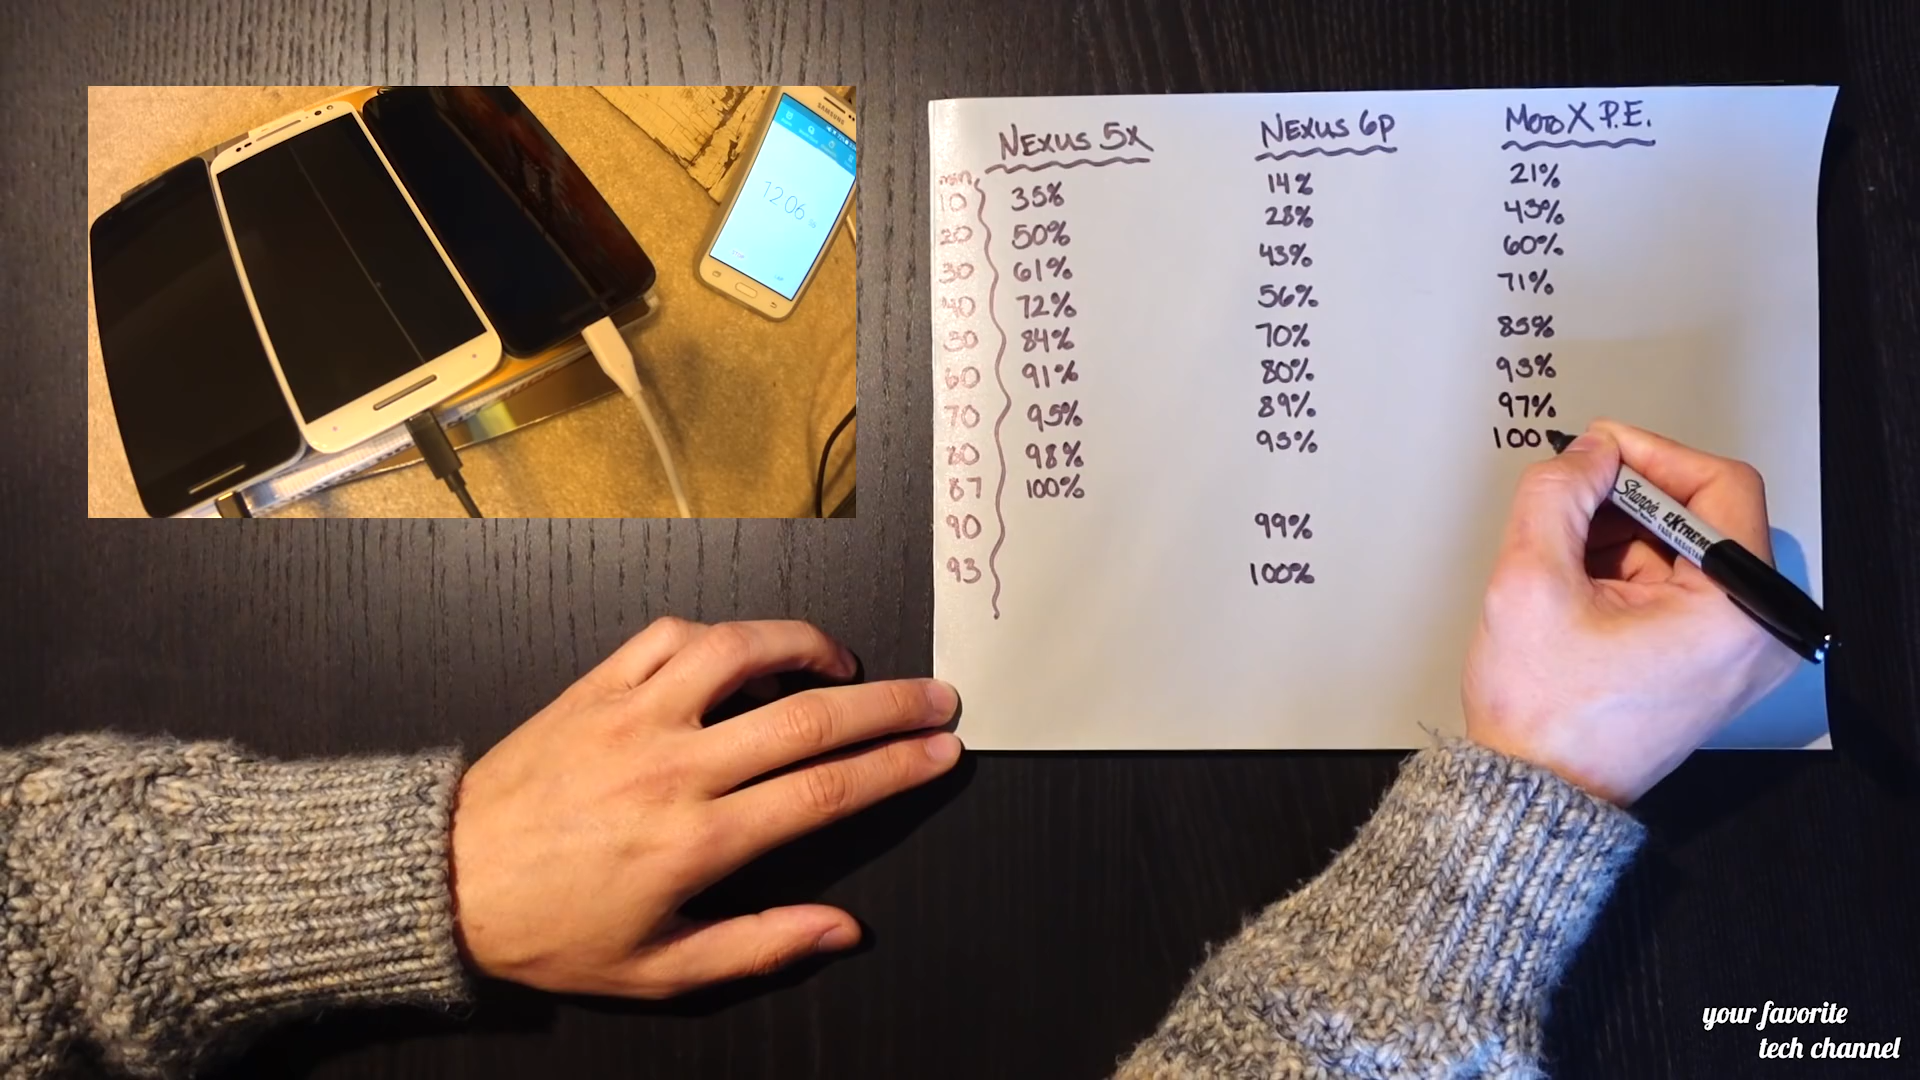 SAMSUNG
12 06
NEXUS 5X NEXUS 6P MOTO X P.E.
min
10 35% 14% 21%
20 50% 28% 43%
30 61% 43% 60%
40 72% 56% 71%
50 84% 70% 85%
60 91% 80% 93%
70 95% 89% 97%
80 98% 95% 100
87 100%
90 99%
93 100%
Sharpie EXTREME
your favorite
tech channel